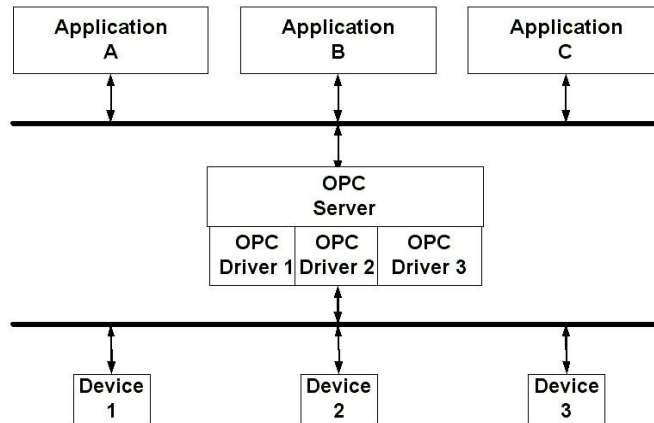 Application
A
Application
B
Application
C
OPC
Server
OPC
Driver 1
OPC
Driver 2
OPC
Driver 3
Device
1
Device
2
Device
3